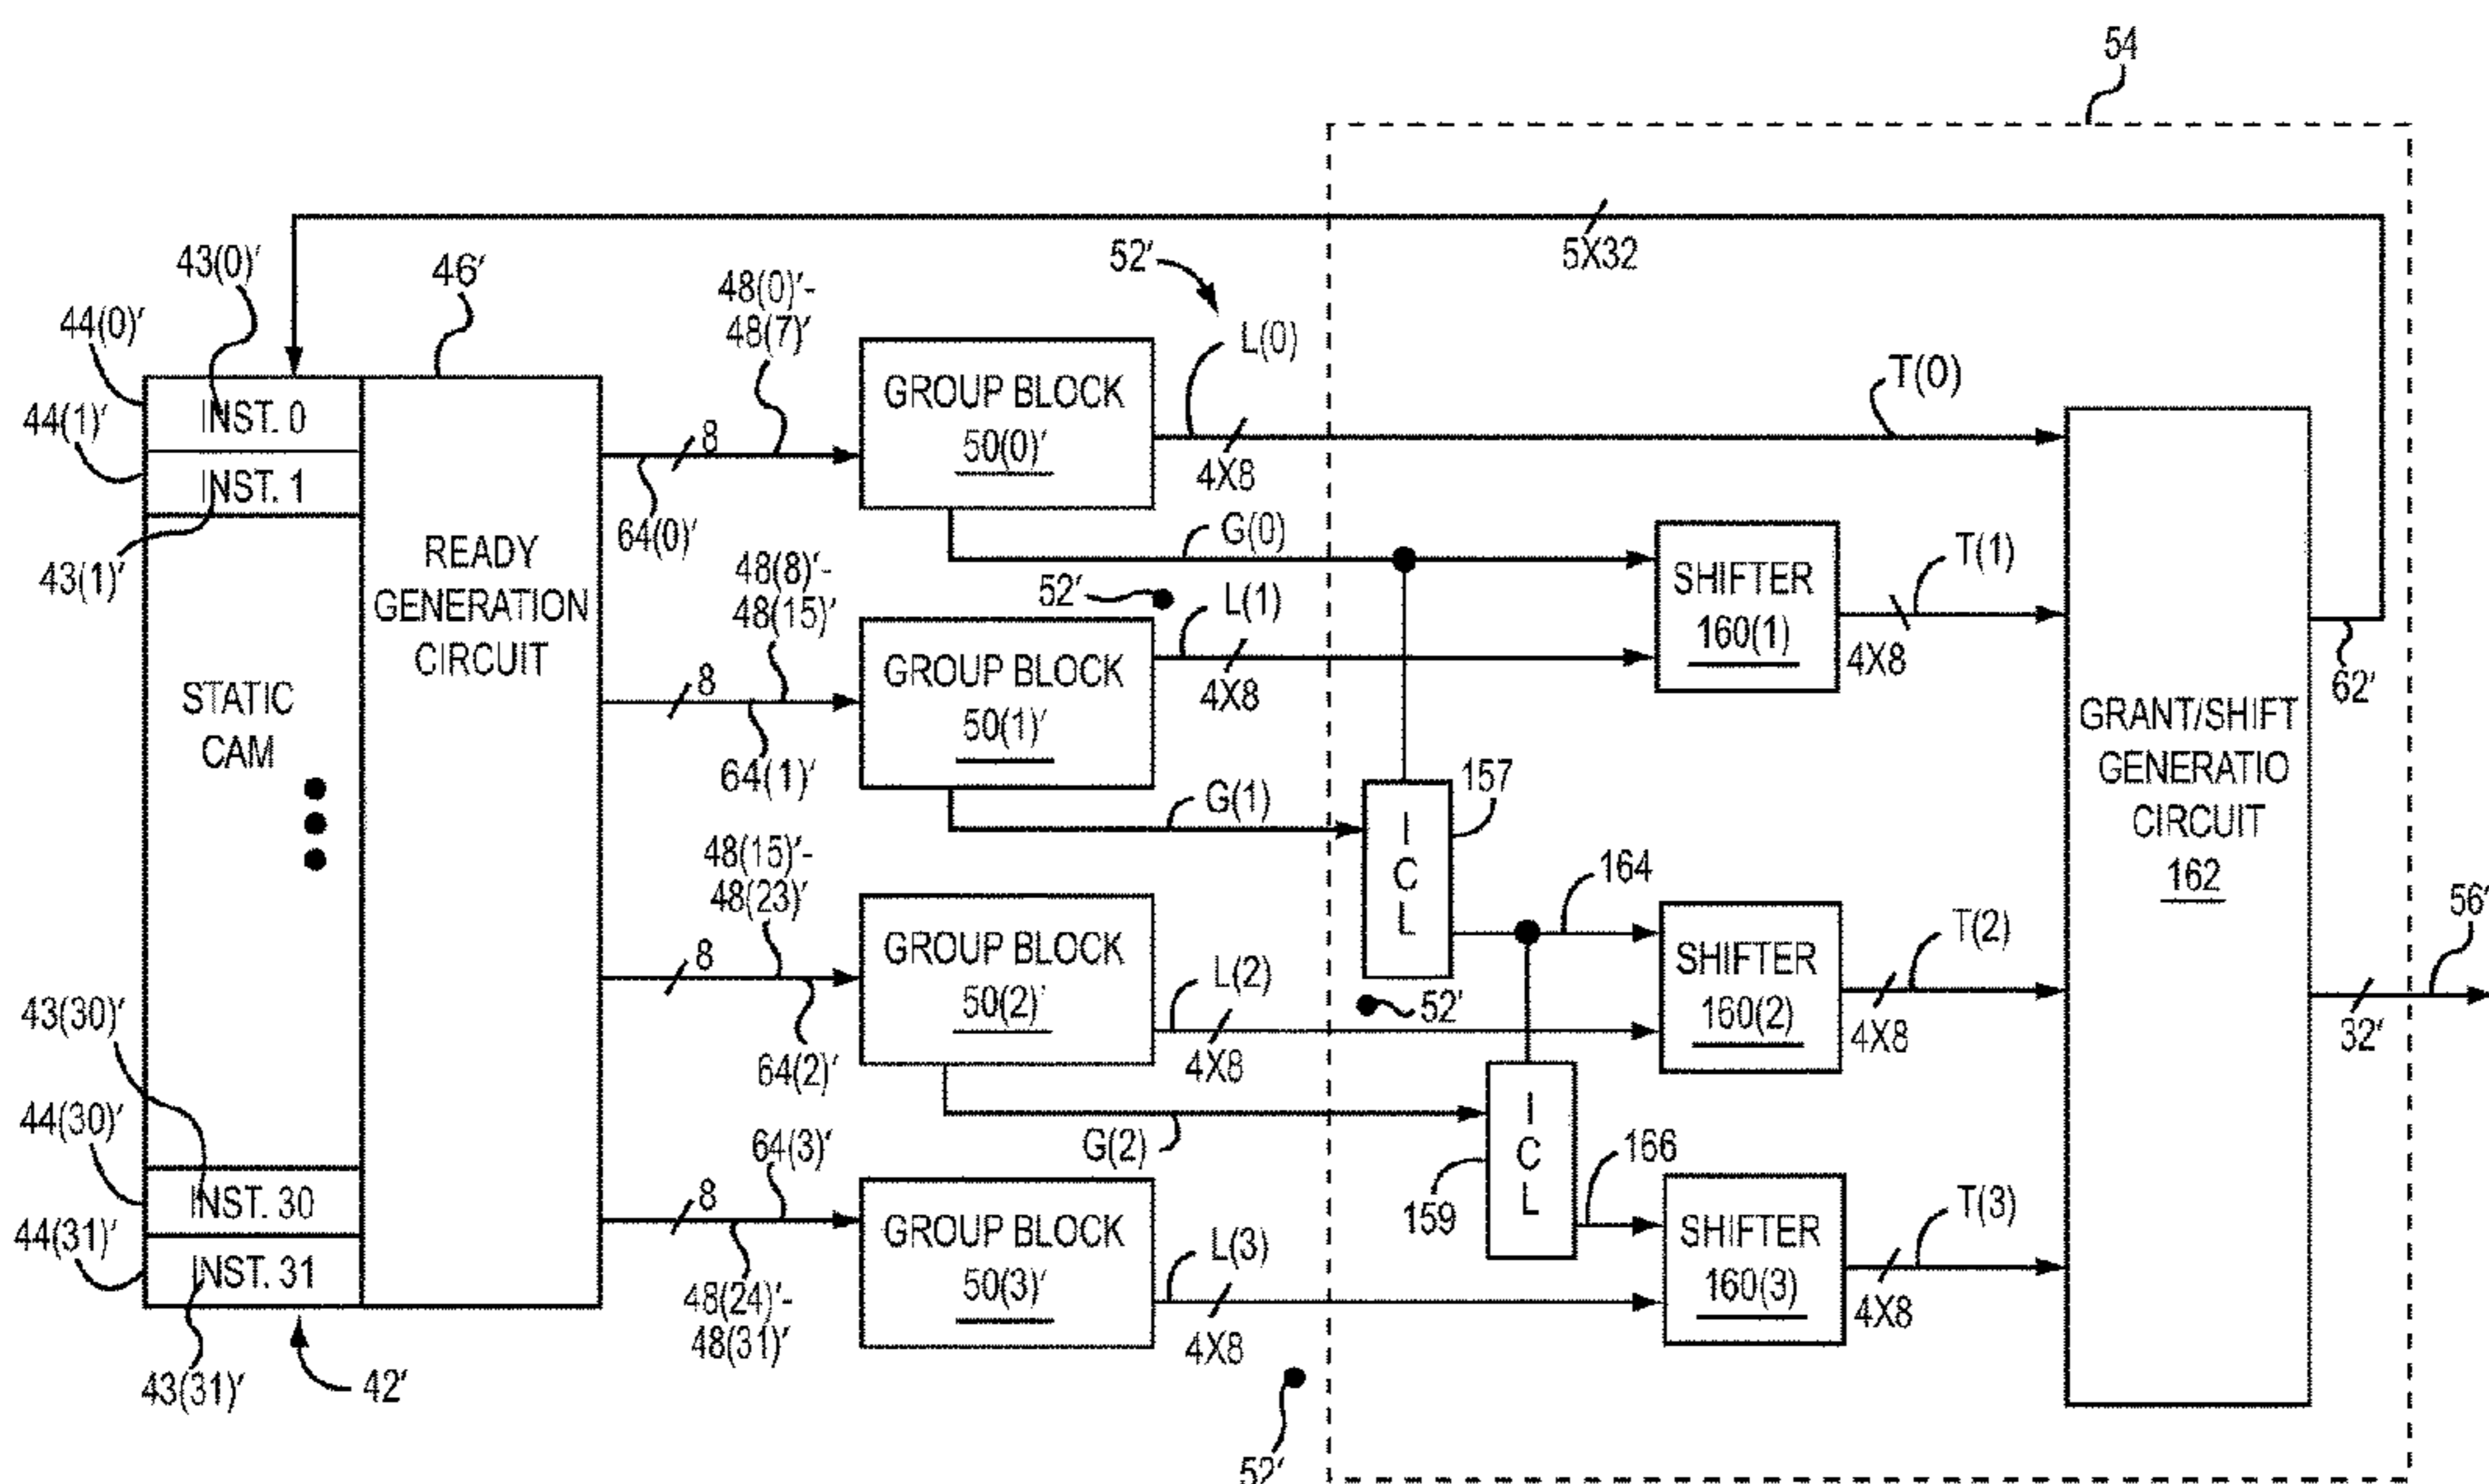 54
5X32
52'
43(0)'
46'
48(0)'-
48(7)'
44(0)'
L(0)
GROUP BLOCK
50(0)'
T(0)
44(1)'
INST. 0
8
4X8
INST. 1
64(0)'
G(0)
43(1)'
READY
GENERATION
CIRCUIT
48(8)'-
48(15)'
52'
L(1)
SHIFTER
160(1)
T(1)
4X8
GROUP BLOCK
50(1)'
8
4X8
62'
STATIC
CAM
64(1)'
G(1)
157
GRANT/SHIFT
GENERATIO
CIRCUIT
162
I
C
L
48(15)'-
48(23)'
164
56'
GROUP BLOCK
50(2)'
8
L(2)
SHIFTER
160(2)
T(2)
43(30)'
52'
4X8
32'
64(2)'
4X8
44(30)'
G(2)
I
C
L
64(3)'
159
166
INST. 30
8
44(31)'
GROUP BLOCK
50(3)'
L(3)
SHIFTER
160(3)
T(3)
INST. 31
48(24)'-
48(31)'
4X8
4X8
43(31)'
42'
52'